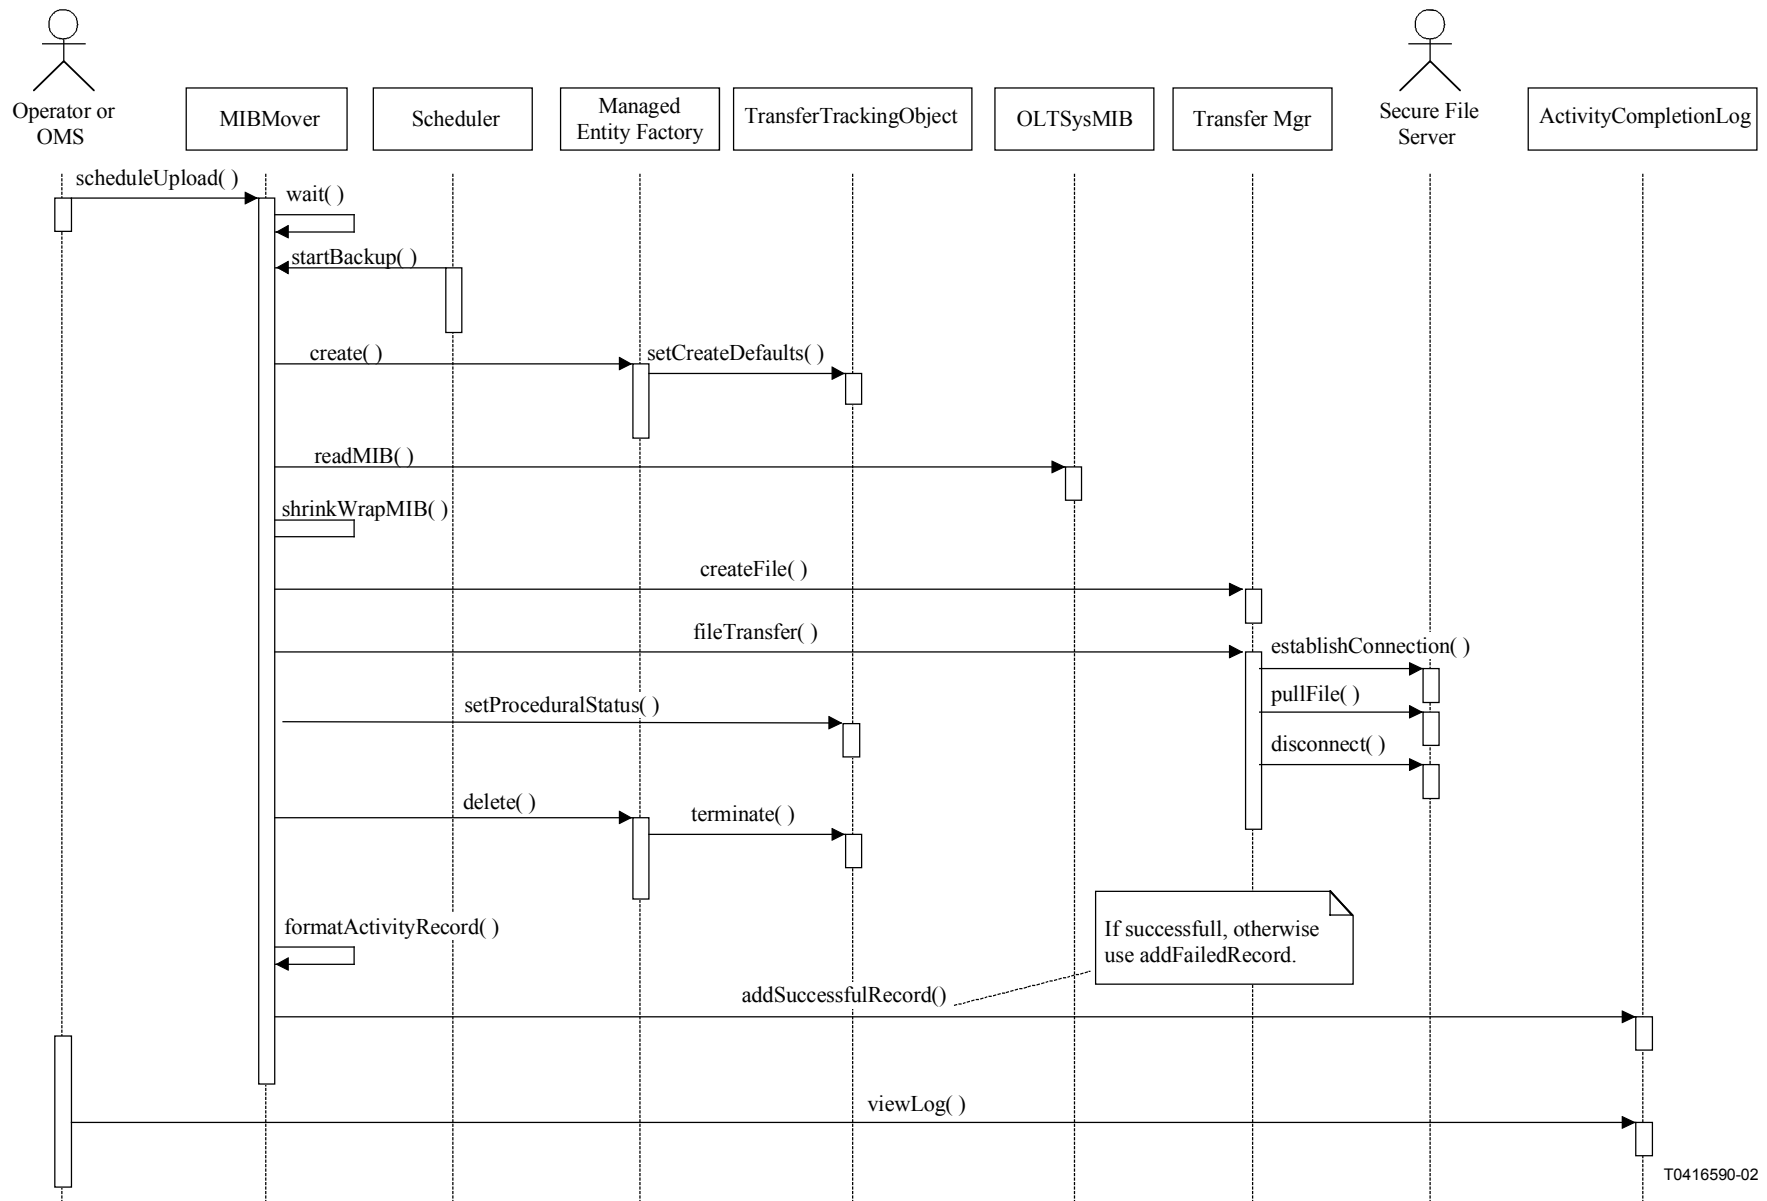 Operator or
OMS
MIBMover
Scheduler
Managed
Entity Factory
TransferTrackingObject
OLTSysMIB
Transfer Mgr
Secure File
Server
ActivityCompletionLog
scheduleUpload( )
wait( )
startBackup( )
create( )
setCreateDefaults( )
readMIB( )
shrinkWrapMIB( )
createFile( )
fileTransfer( )
establishConnection( )
pullFile( )
setProceduralStatus( )
disconnect( )
delete( )
terminate( )
formatActivityRecord( )
If successfull, otherwise
use addFailedRecord.
addSuccessfulRecord()
viewLog( )
T0416590-02